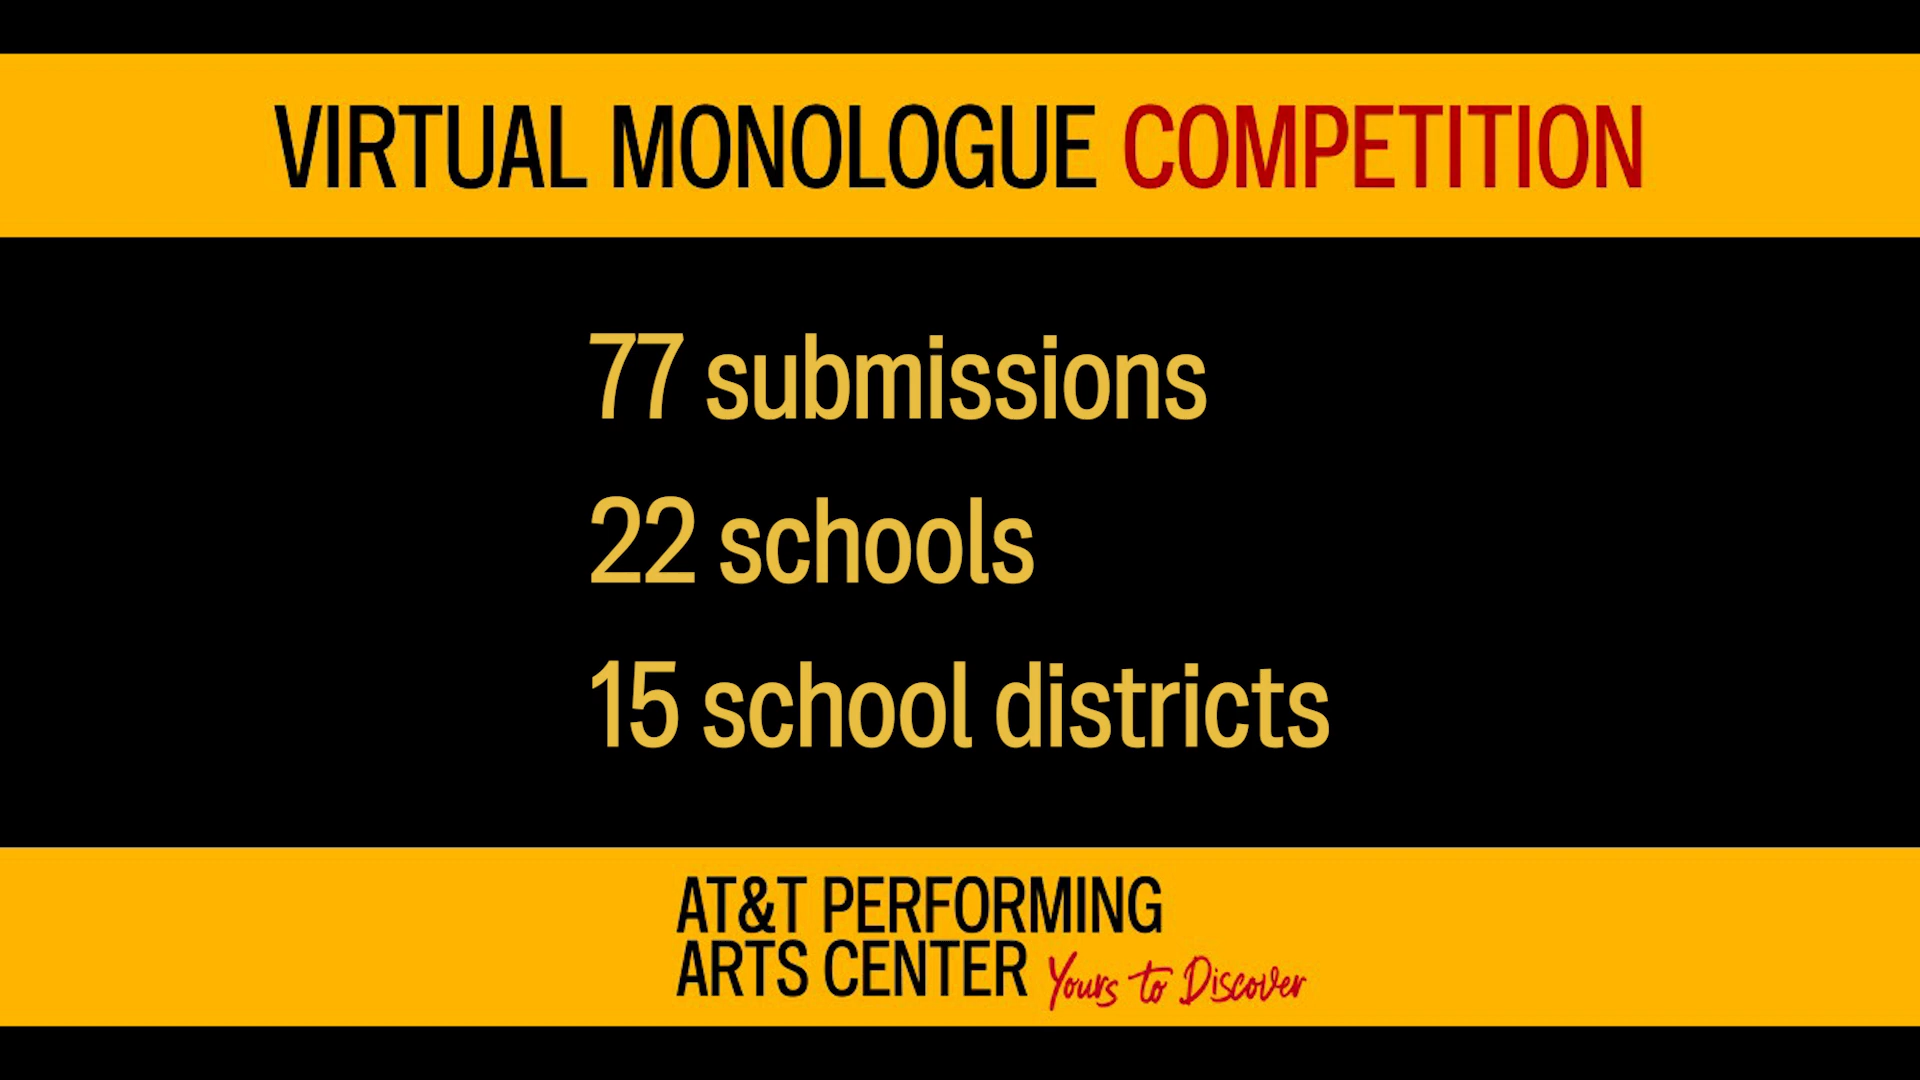 VIRTUAL MONOLOGUE COMPETITION
77 submissions
22 schools
15 school districts
AT&T PERFORMING
ARTS CENTER Yours to Discover